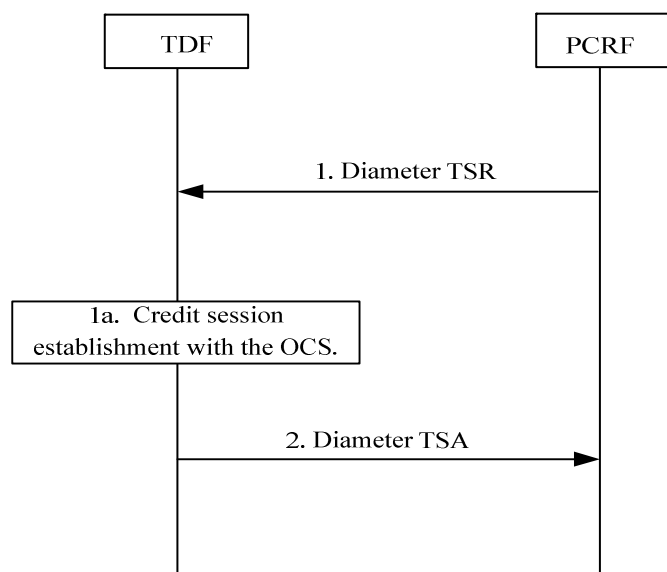 TDF
PCRF
1. Diameter TSR
1a. Credit session
establishment with the OCS.
2. Diameter TSA